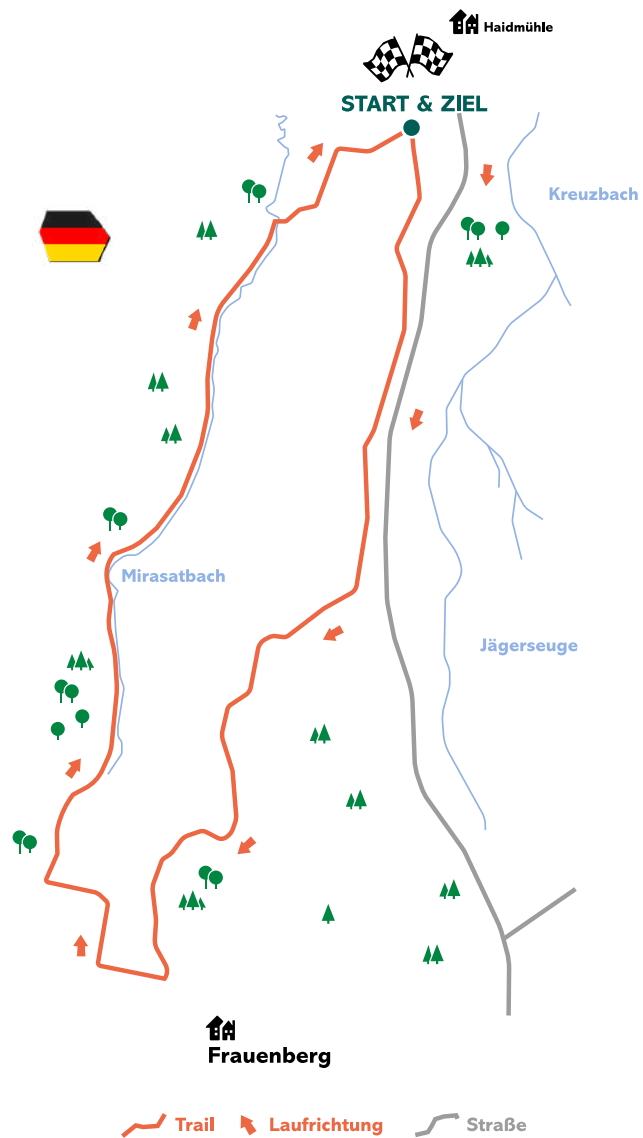 Haidmühle
START & ZIEL
Kreuzbach
Mirasatbach
Jägerseuge
Frauenberg
Trail
Laufrichtung
Straße